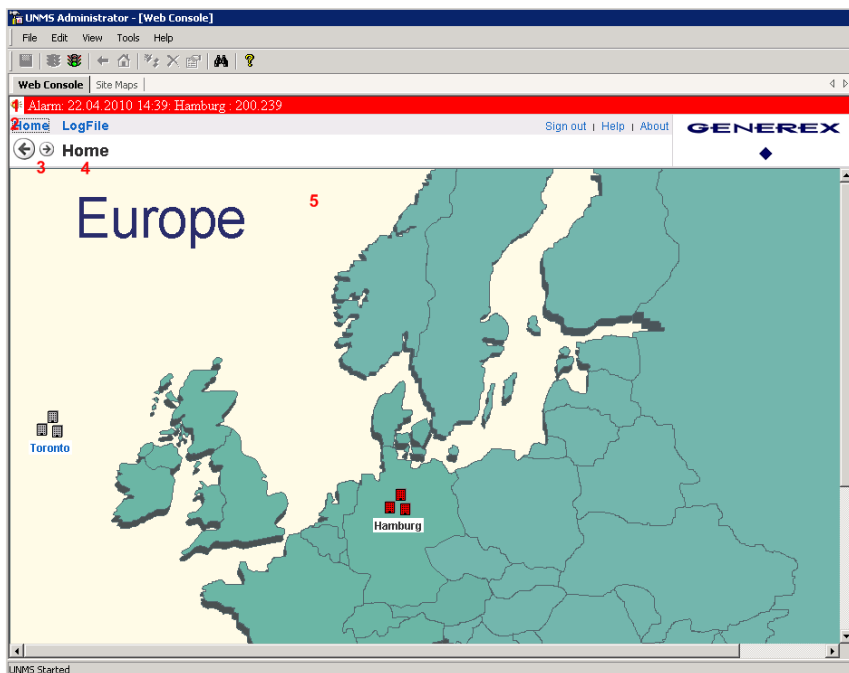 UNMS Administrator - [Web Console]
File Edit View Tools Help
Web Console Site Maps
Alarm: 22.04.2010 14:39: Hamburg : 200.239
2
Home LogFile Sign out | Help | About GENEREX
Home
3 4
5
Europe
Toronto
Hamburg
UNMS Started